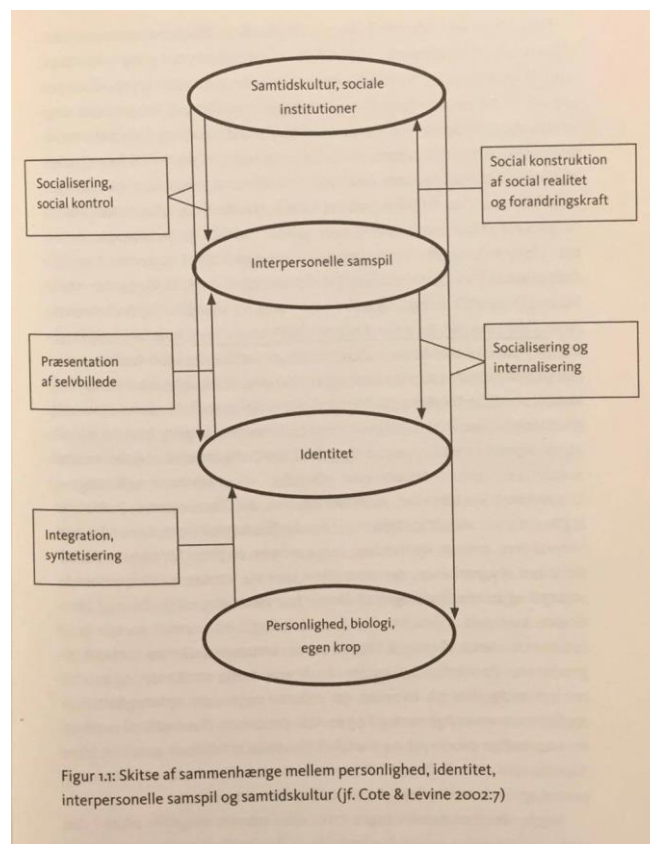 Samtidskultur, sociale
institutioner
Socialisering,
social kontrol
Social konstruktion
af social realitet
og forandringskraft
Interpersonelle samspil
Præsentation
af selvbillede
Socialisering og
internalisering
Identitet
Integration,
syntetisering
Personlighed, biologi,
egen krop
Figur 1.1: Skitse af sammenhænge mellem personlighed, identitet,
interpersonelle samspil og samtidskultur (jf. Cote & Levine 2002:7)